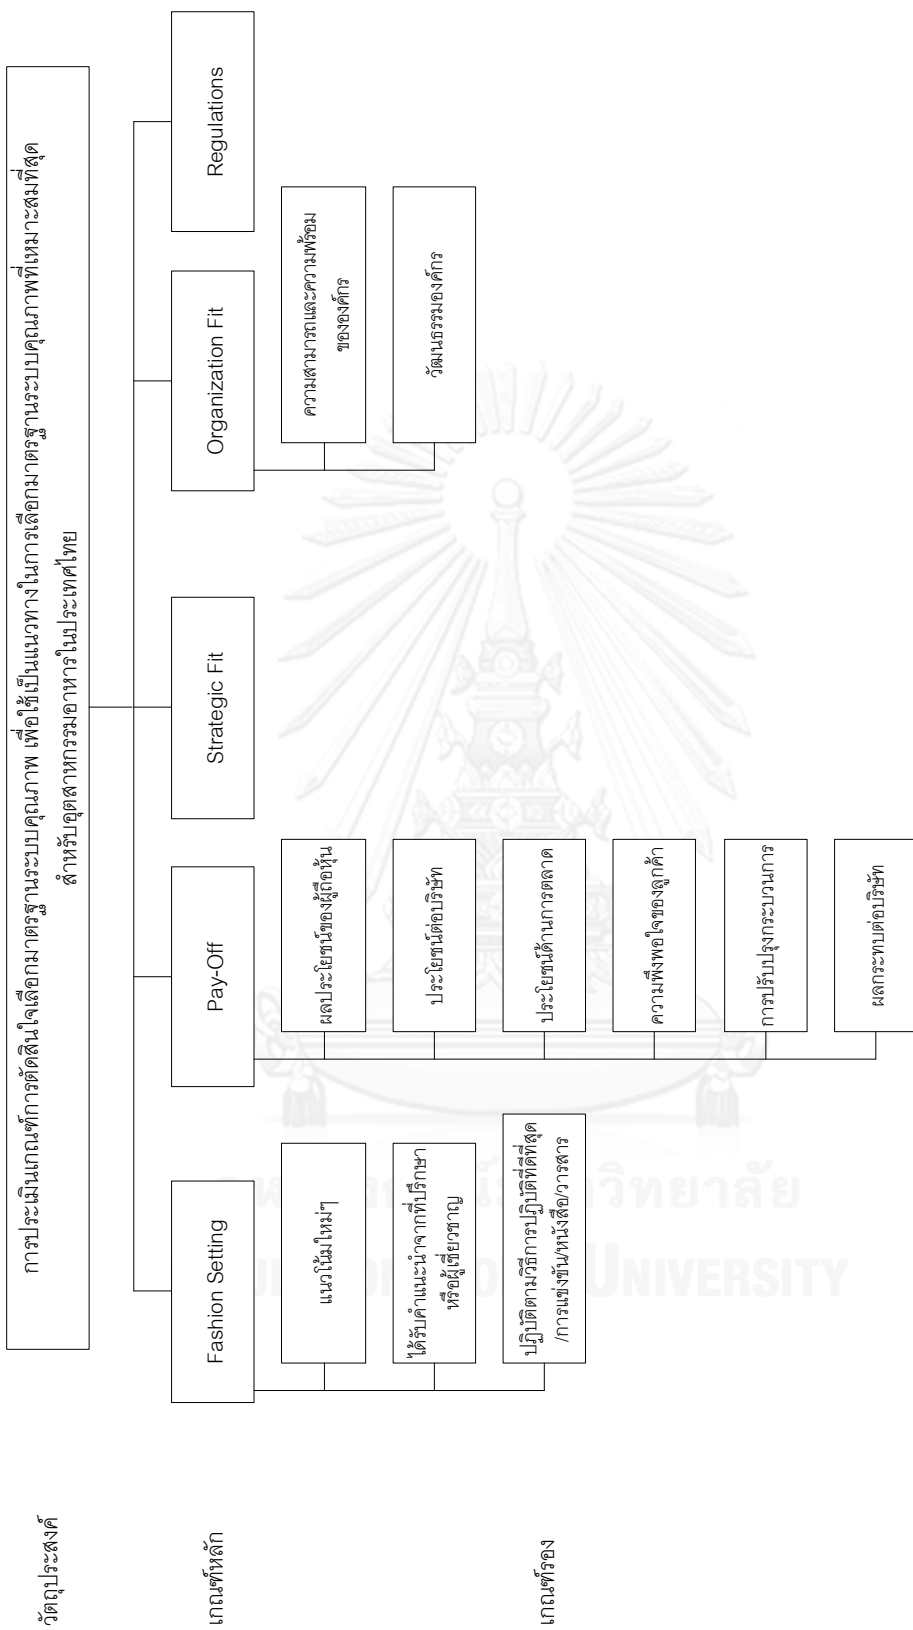 วัตถุประสงค์
การประเมินเกณฑ์การตัดสินใจเลือกมาตรฐานระบบคุณภาพ เพื่อใช้เป็นแนวทางในการเลือกมาตรฐานระบบคุณภาพที่เหมาะสมที่สุด
สำหรับอุตสาหกรรมอาหารในประเทศไทย
เกณฑ์หลัก
Fashion Setting
Pay-Off
Strategic Fit
Organization Fit
Regulations
เกณฑ์รอง
แนวโน้มใหม่ๆ
ได้รับคำแนะนำจากที่ปรึกษา
หรือผู้เชี่ยวชาญ
ปฏิบัติตามวิธีการปฏิบัติที่ดีที่สุด
/การแข่งขัน/หนังสือ/วารสาร
ผลประโยชน์ของผู้ถือหุ้น
ประโยชน์ต่อบริษัท
ประโยชน์ด้านการตลาด
ความพึงพอใจของลูกค้า
การปรับปรุงกระบวนการ
ผลกระทบต่อบริษัท
ความสามารถและความพร้อม
ขององค์กร
วัฒนธรรมองค์กร
วิทยาลัย
UNIVERSITY